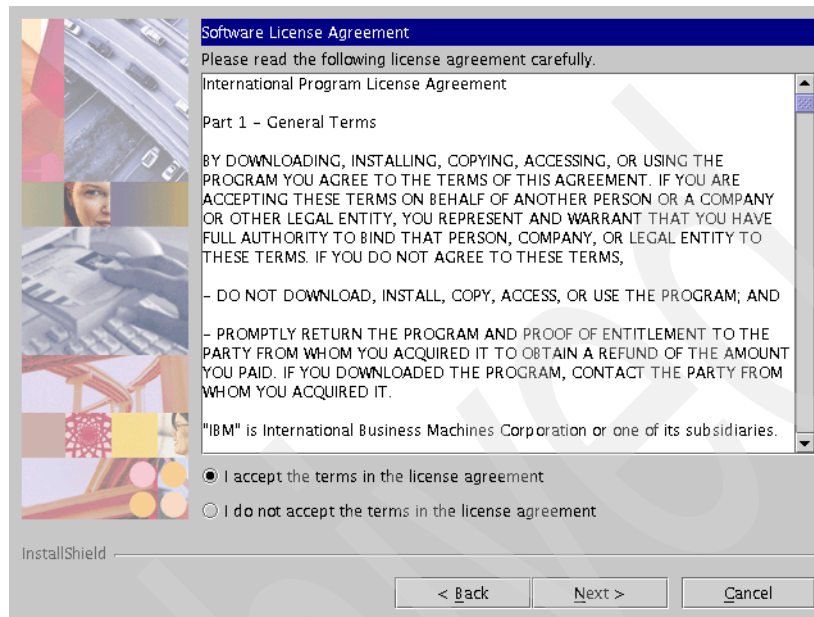 Software License Agreement
Please read the following license agreement carefully.
International Program License Agreement
Part 1 – General Terms
BY DOWNLOADING, INSTALLING, COPYING, ACCESSING, OR USING THE
PROGRAM YOU AGREE TO THE TERMS OF THIS AGREEMENT. IF YOU ARE
ACCEPTING THESE TERMS ON BEHALF OF ANOTHER PERSON OR A COMPANY
OR OTHER LEGAL ENTITY, YOU REPRESENT AND WARRANT THAT YOU HAVE
FULL AUTHORITY TO BIND THAT PERSON, COMPANY, OR LEGAL ENTITY TO
THESE TERMS. IF YOU DO NOT AGREE TO THESE TERMS,
– DO NOT DOWNLOAD, INSTALL, COPY, ACCESS, OR USE THE PROGRAM; AND
– PROMPTLY RETURN THE PROGRAM AND PROOF OF ENTITLEMENT TO THE
PARTY FROM WHOM YOU ACQUIRED IT TO OBTAIN A REFUND OF THE AMOUNT
YOU PAID. IF YOU DOWNLOADED THE PROGRAM, CONTACT THE PARTY FROM
WHOM YOU ACQUIRED IT.
"IBM" is International Business Machines Corporation or one of its subsidiaries.
I accept the terms in the license agreement
I do not accept the terms in the license agreement
InstallShield
< Back Next > Cancel